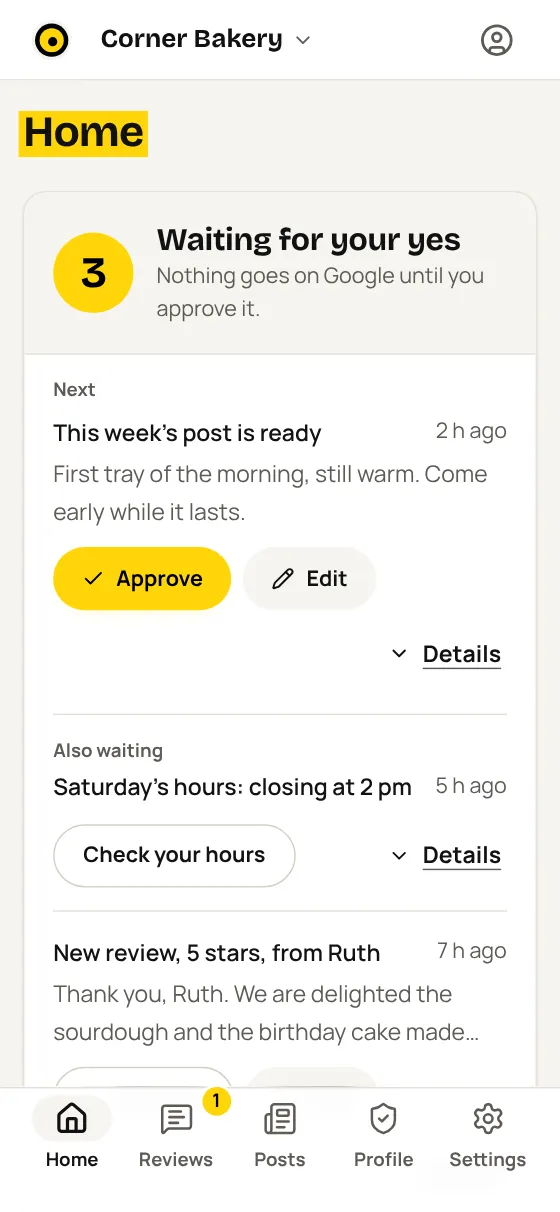 Corner Bakery
Home
3
Waiting for your yes
Nothing goes on Google until you
approve it.
Next
This week's post is ready
2 h ago
First tray of the morning, still warm. Come
early while it lasts.
Approve
Edit
Details
Also waiting
Saturday's hours: closing at 2 pm
5 h ago
Check your hours
Details
New review, 5 stars, from Ruth
7 h ago
Thank you, Ruth. We are delighted the
sourdough and the birthday cake made…
1
Home
Reviews
Posts
Profile
Settings